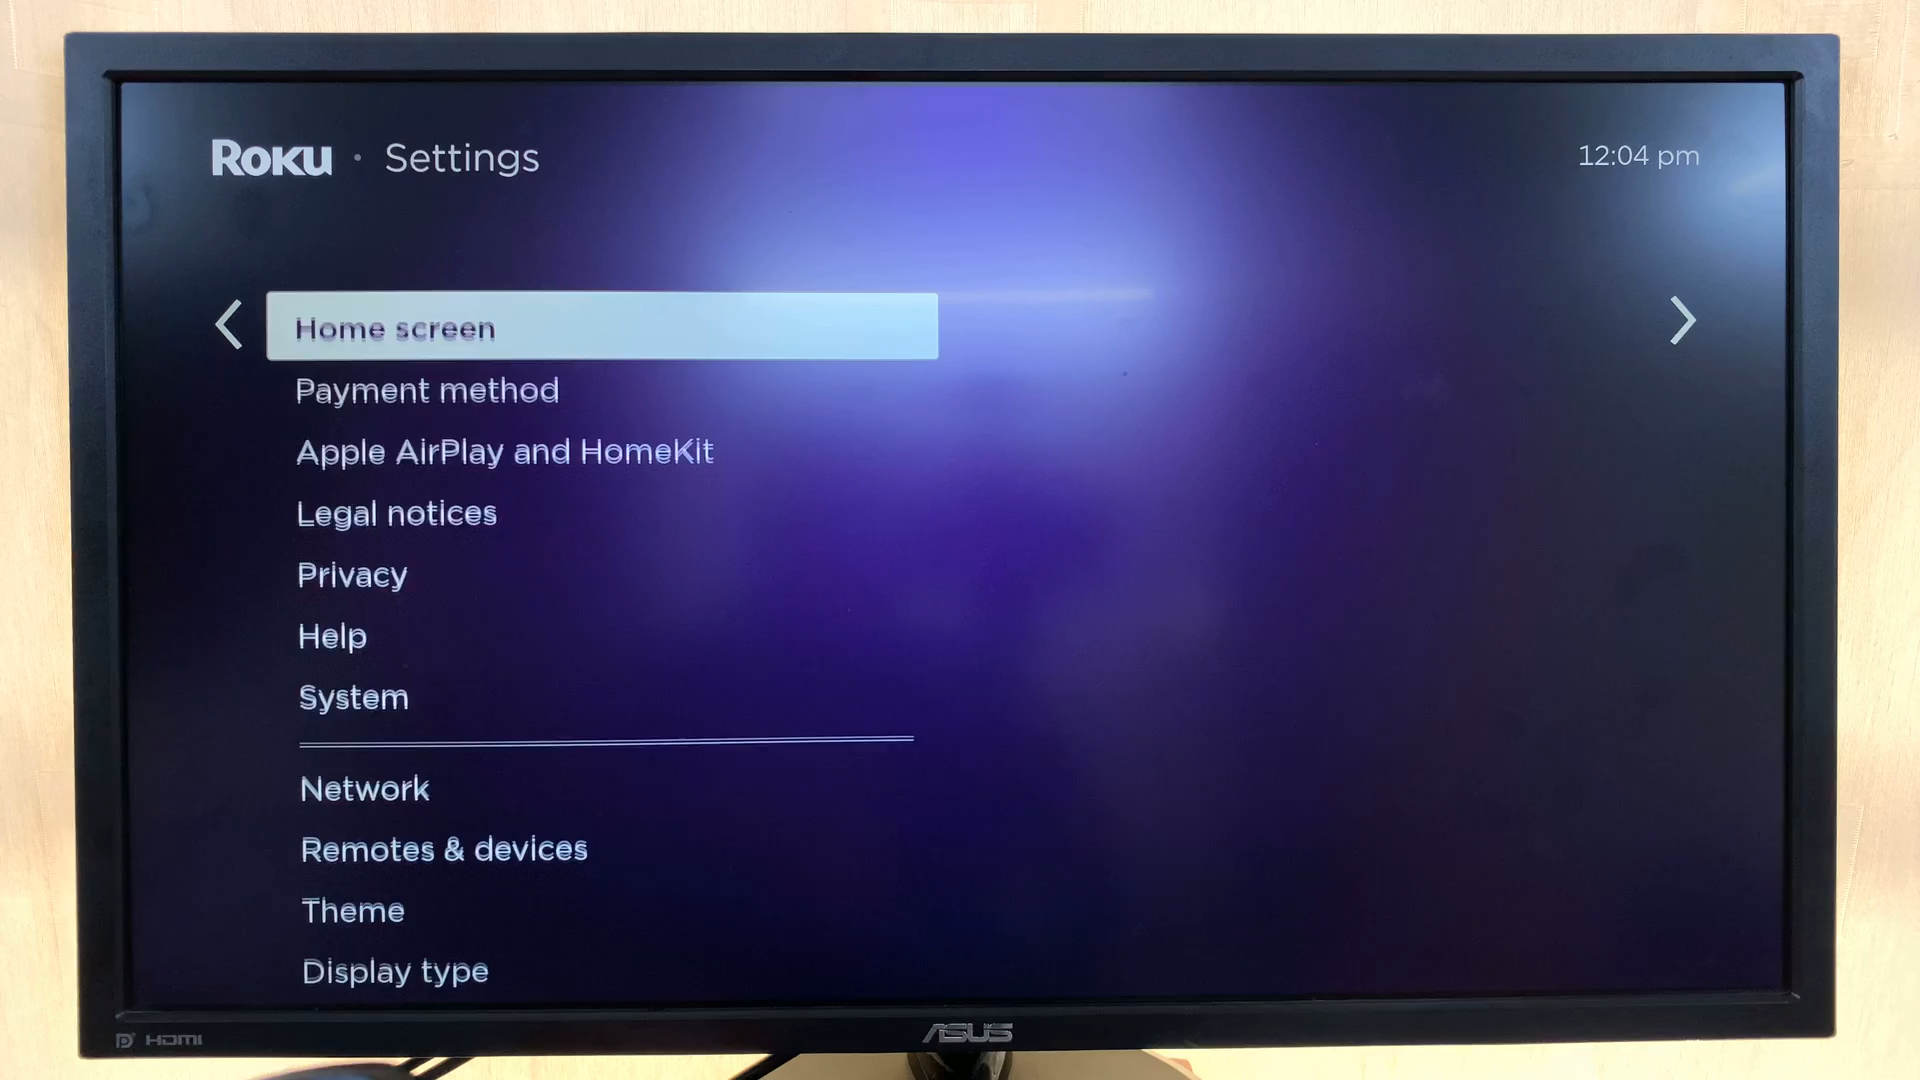 Roku · Settings
12:04 pm
Home screen
Payment method
Apple AirPlay and HomeKit
Legal notices
Privacy
Help
System
Network
Remotes & devices
Theme
Display type
HDMI
ASUS